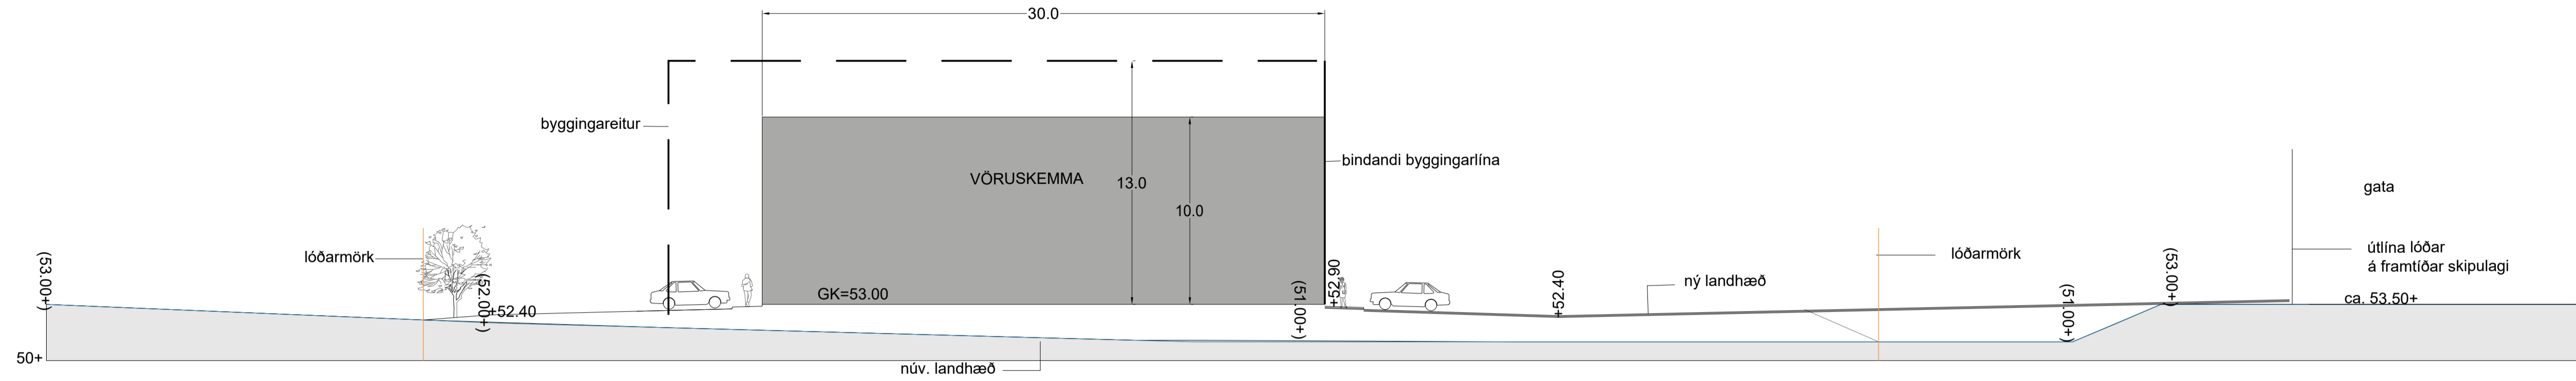 30.0
byggingareitur
bindandi byggingarlína
VÖRUSKEMMA
13.0
10.0
gata
lóðarmörk
lóðarmörk
útlína lóðar
á framtíðar skipulagi
(53.00+)
(52.00+)
+52.40
GK=53.00
(51.00+)
+52.90
+52.40
ný landhæð
(51.00+)
(53.00+)
ca. 53.50+
50+
núv. landhæð